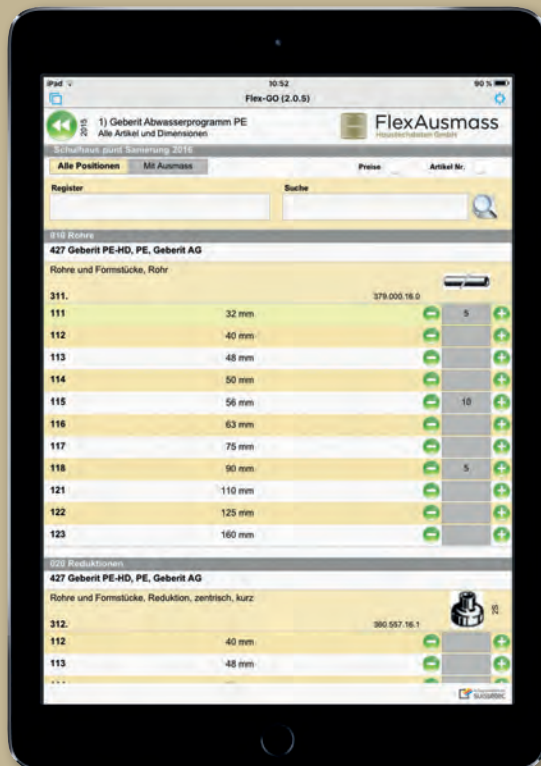 iPad 10:52 90 %
Flex-GO (2.0.5)
2015
1) Geberit Abwasserprogramm PE
Alle Artikel und Dimensionen
FlexAusmass
Haustechnikdaten GmbH
Schulhaus pünt Sanierung 2016
Alle Positionen Mit Ausmass Preise Artikel Nr.
Register Suche
010 Rohre
427 Geberit PE-HD, PE, Geberit AG
Rohre und Formstücke, Rohr
311. 379.000.16.0
111 32 mm 5
112 40 mm
113 48 mm
114 50 mm
115 56 mm 10
116 63 mm
117 75 mm
118 90 mm 5
121 110 mm
122 125 mm
123 160 mm
020 Reduktionen
427 Geberit PE-HD, PE, Geberit AG
Rohre und Formstücke, Reduktion, zentrisch, kurz
25
312. 360.557.16.1
112 40 mm
113 48 mm
suissetec